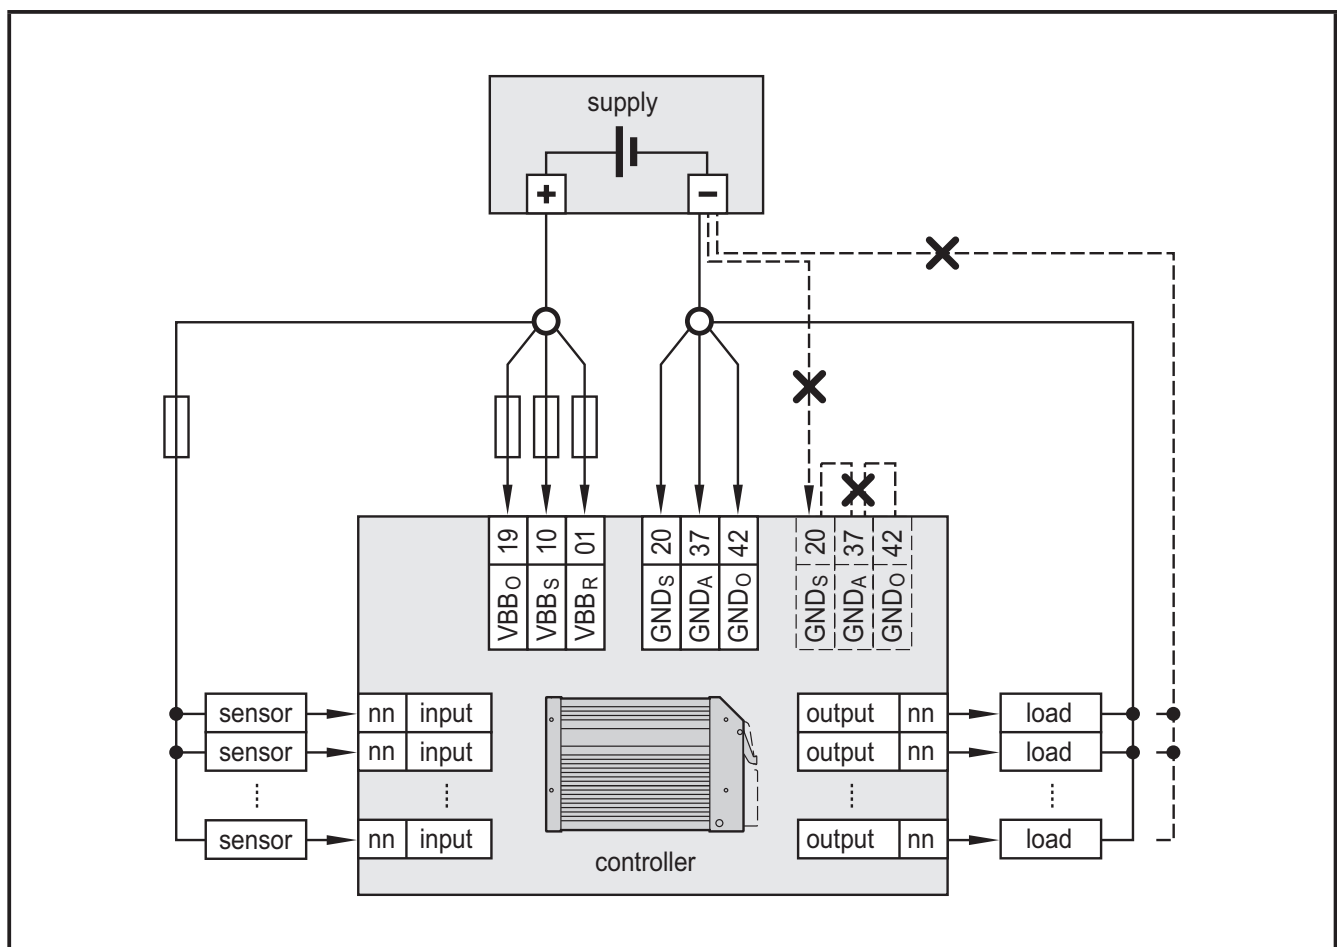 supply
+ −
19 10 01
VBBO VBBS VBBR
20 37 42
GNDS GNDA GNDO
20 37 42
GNDS GNDA GNDO
sensor nn input
sensor nn input
sensor nn input
output nn load
output nn load
output nn load
controller